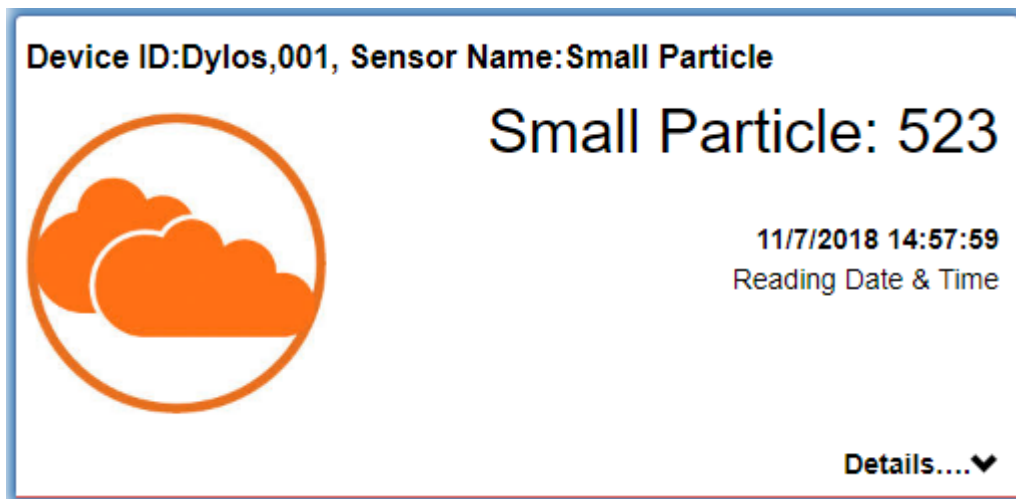 Device ID:Dylos,001, Sensor Name:Small Particle
Small Particle: 523
11/7/2018 14:57:59
Reading Date & Time
Details....